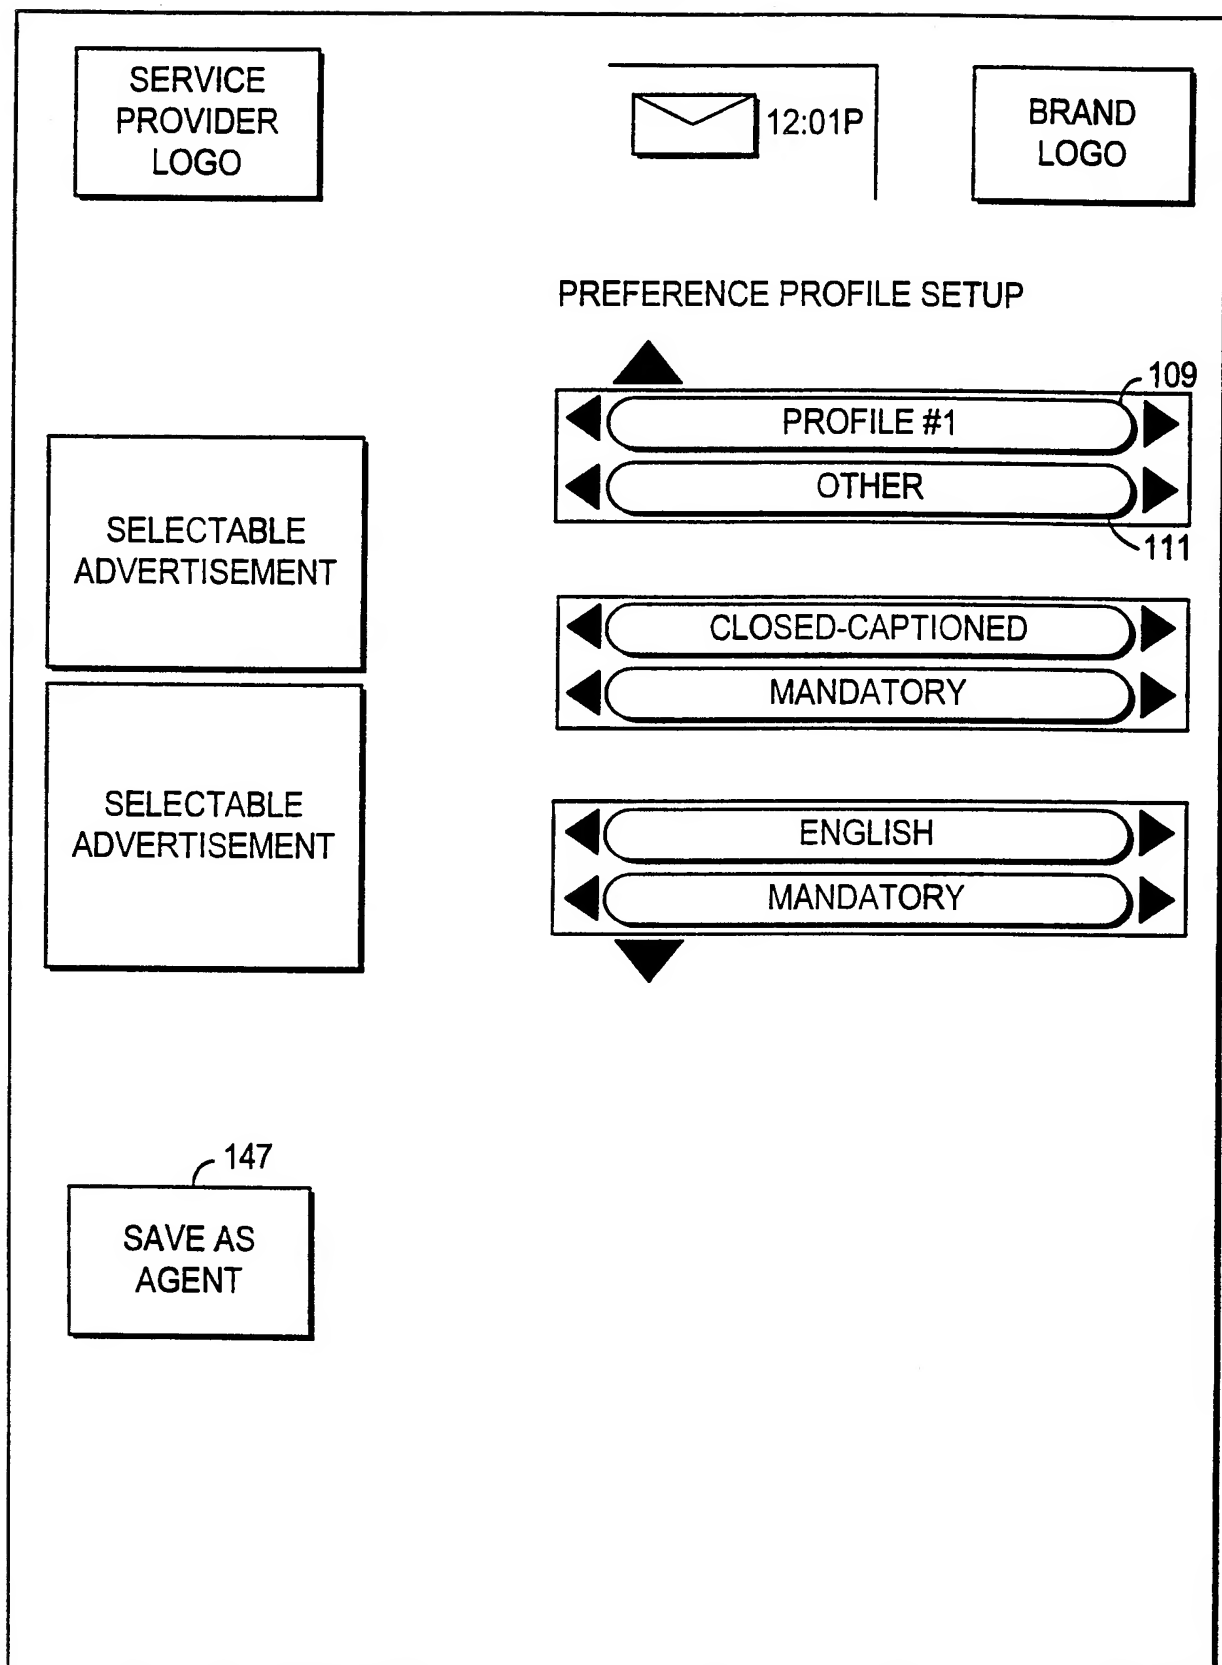 SERVICE
PROVIDER
LOGO
12:01P
BRAND
LOGO
PREFERENCE PROFILE SETUP
109
PROFILE #1
OTHER
111
SELECTABLE
ADVERTISEMENT
CLOSED-CAPTIONED
MANDATORY
SELECTABLE
ADVERTISEMENT
ENGLISH
MANDATORY
147
SAVE AS
AGENT